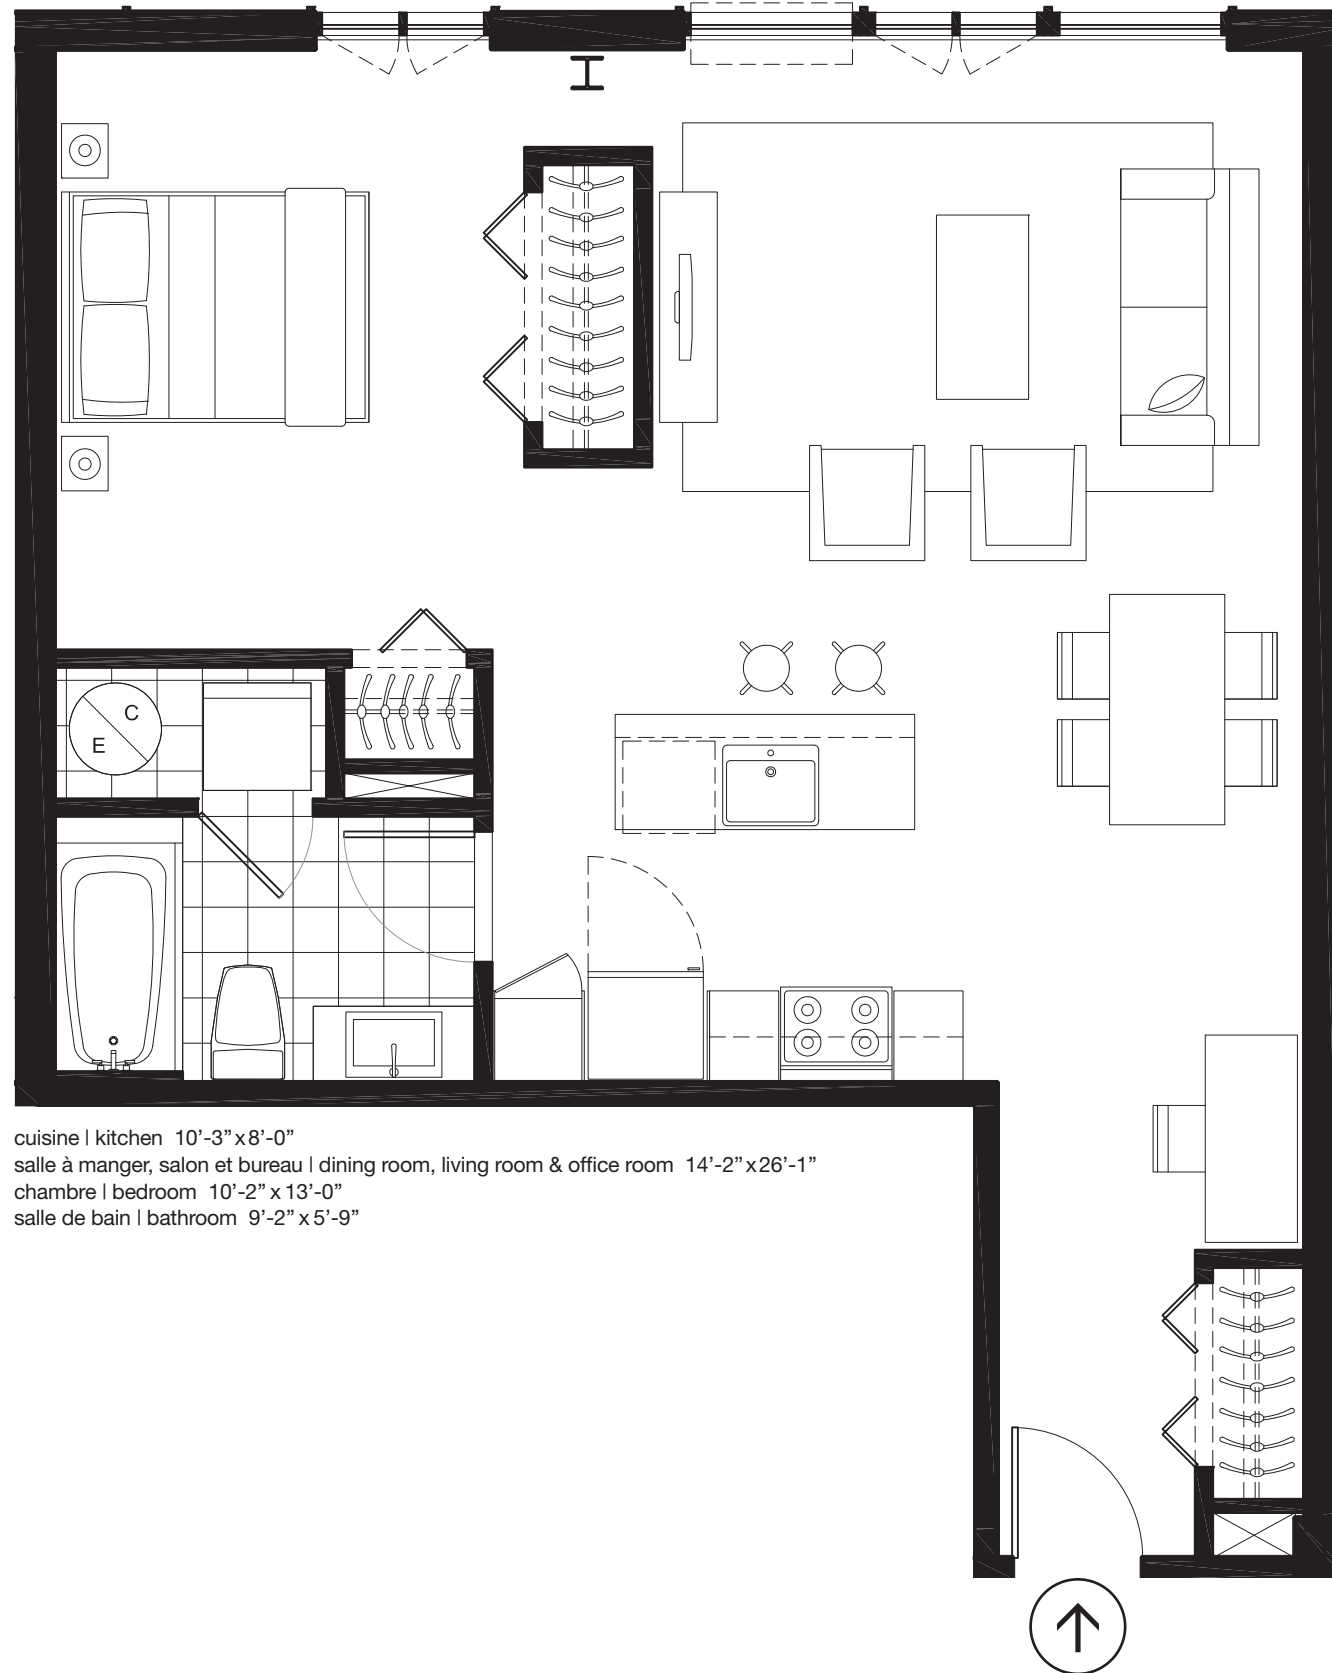 C
E
cuisine | kitchen 10’-3” x 8’-0”
salle à manger, salon et bureau | dining room, living room & office room 14’-2” x 26’-1”
chambre | bedroom 10’-2” x 13’-0”
salle de bain | bathroom 9’-2” x 5’-9”